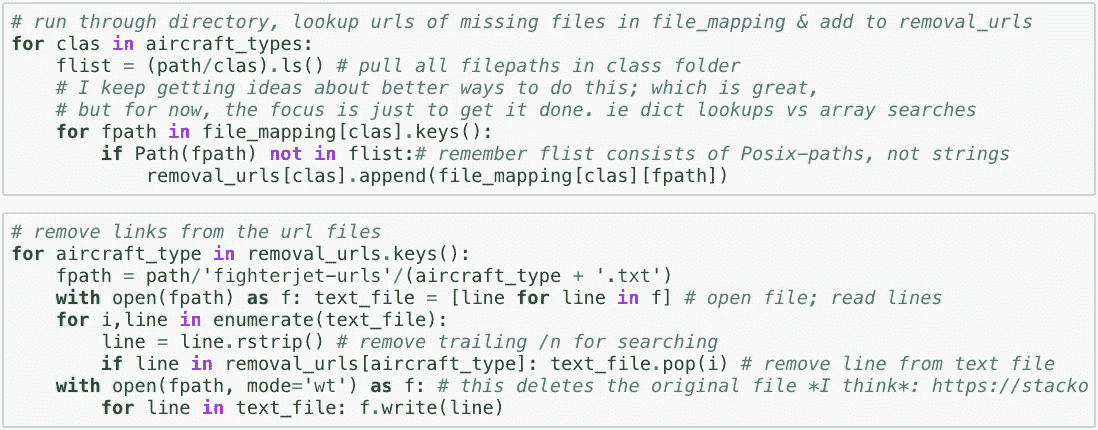 # run through directory, lookup urls of missing files in file_mapping & add to removal_urls
for clas in aircraft_types:
    flist = (path/clas).ls() # pull all filepaths in class folder
    # I keep getting ideas about better ways to do this; which is great,
    # but for now, the focus is just to get it done. ie dict lookups vs array searches
    for fpath in file_mapping[clas].keys():
        if Path(fpath) not in flist:# remember flist consists of Posix-paths, not strings
            removal_urls[clas].append(file_mapping[clas][fpath])
# remove links from the url files
for aircraft_type in removal_urls.keys():
    fpath = path/'fighterjet-urls'/(aircraft_type + '.txt')
    with open(fpath) as f: text_file = [line for line in f] # open file; read lines
    for i,line in enumerate(text_file):
        line = line.rstrip() # remove trailing /n for searching
        if line in removal_urls[aircraft_type]: text_file.pop(i) # remove line from text file
    with open(fpath, mode='wt') as f: # this deletes the original file *I think*: https://stacko
        for line in text_file: f.write(line)